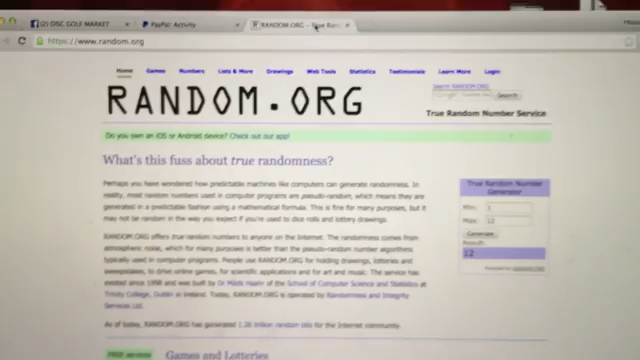 (2) DISC GOLF MARKET
PayPal: Activity
RANDOM.ORG - True Ran
https://www.random.org
Home Games Numbers Lists & More Drawings Web Tools Statistics Testimonials Learn More Login
RANDOM.ORG
Search RANDOM.ORG
Search
True Random Number Service
Do you own an iOS or Android device? Check out our app!
What's this fuss about true randomness?
Perhaps you have wondered how predictable machines like computers can generate randomness. In
reality, most random numbers used in computer programs are pseudo-random, which means they are
generated in a predictable fashion using a mathematical formula. This is fine for many purposes, but it
may not be random in the way you expect if you're used to dice rolls and lottery drawings.
RANDOM.ORG offers true random numbers to anyone on the Internet. The randomness comes from
atmospheric noise, which for many purposes is better than the pseudo-random number algorithms
typically used in computer programs. People use RANDOM.ORG for holding drawings, lotteries and
sweepstakes, to drive online games, for scientific applications and for art and music. The service has
existed since 1998 and was built by Dr Mads Haahr of the School of Computer Science and Statistics at
Trinity College, Dublin in Ireland. Today, RANDOM.ORG is operated by Randomness and Integrity
Services Ltd.
As of today, RANDOM.ORG has generated 1.26 trillion random bits for the Internet community.
True Random Number
Generator
Min: 1
Max: 12
Generate
Result:
12
Powered by RANDOM.ORG
FREE services
Games and Lotteries